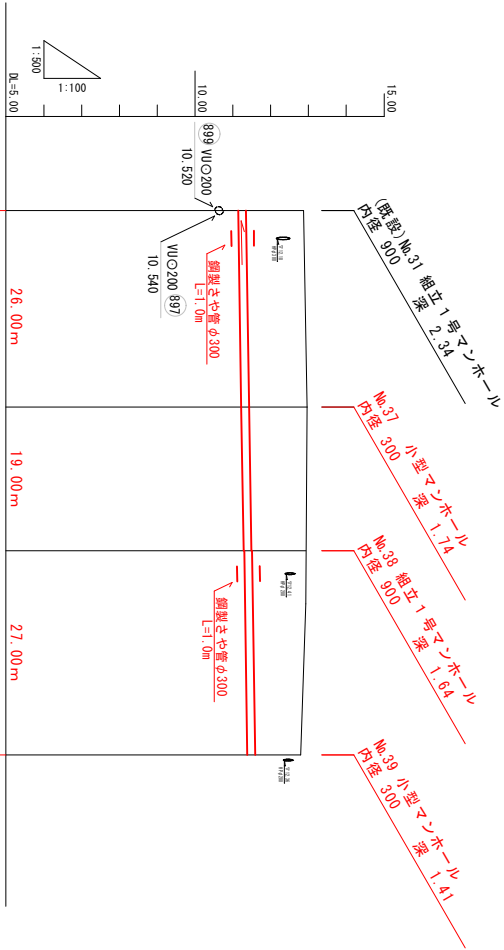 1:500
1:100
15.00
10.00
DL=5.00
899 VU⊙200
10.520
VU⊙200 897
10.540
鋼製さや管φ300
L=1.0m
鋼製さや管φ300
L=1.0m
(既設)No.31 組立1号マンホール
内径 900 深 2.34
No.37 小型マンホール
内径 300 深 1.74
No.38 組立1号マンホール
内径 900 深 1.64
No.39 小型マンホール
内径 300 深 1.41
26.00m
19.00m
27.00m